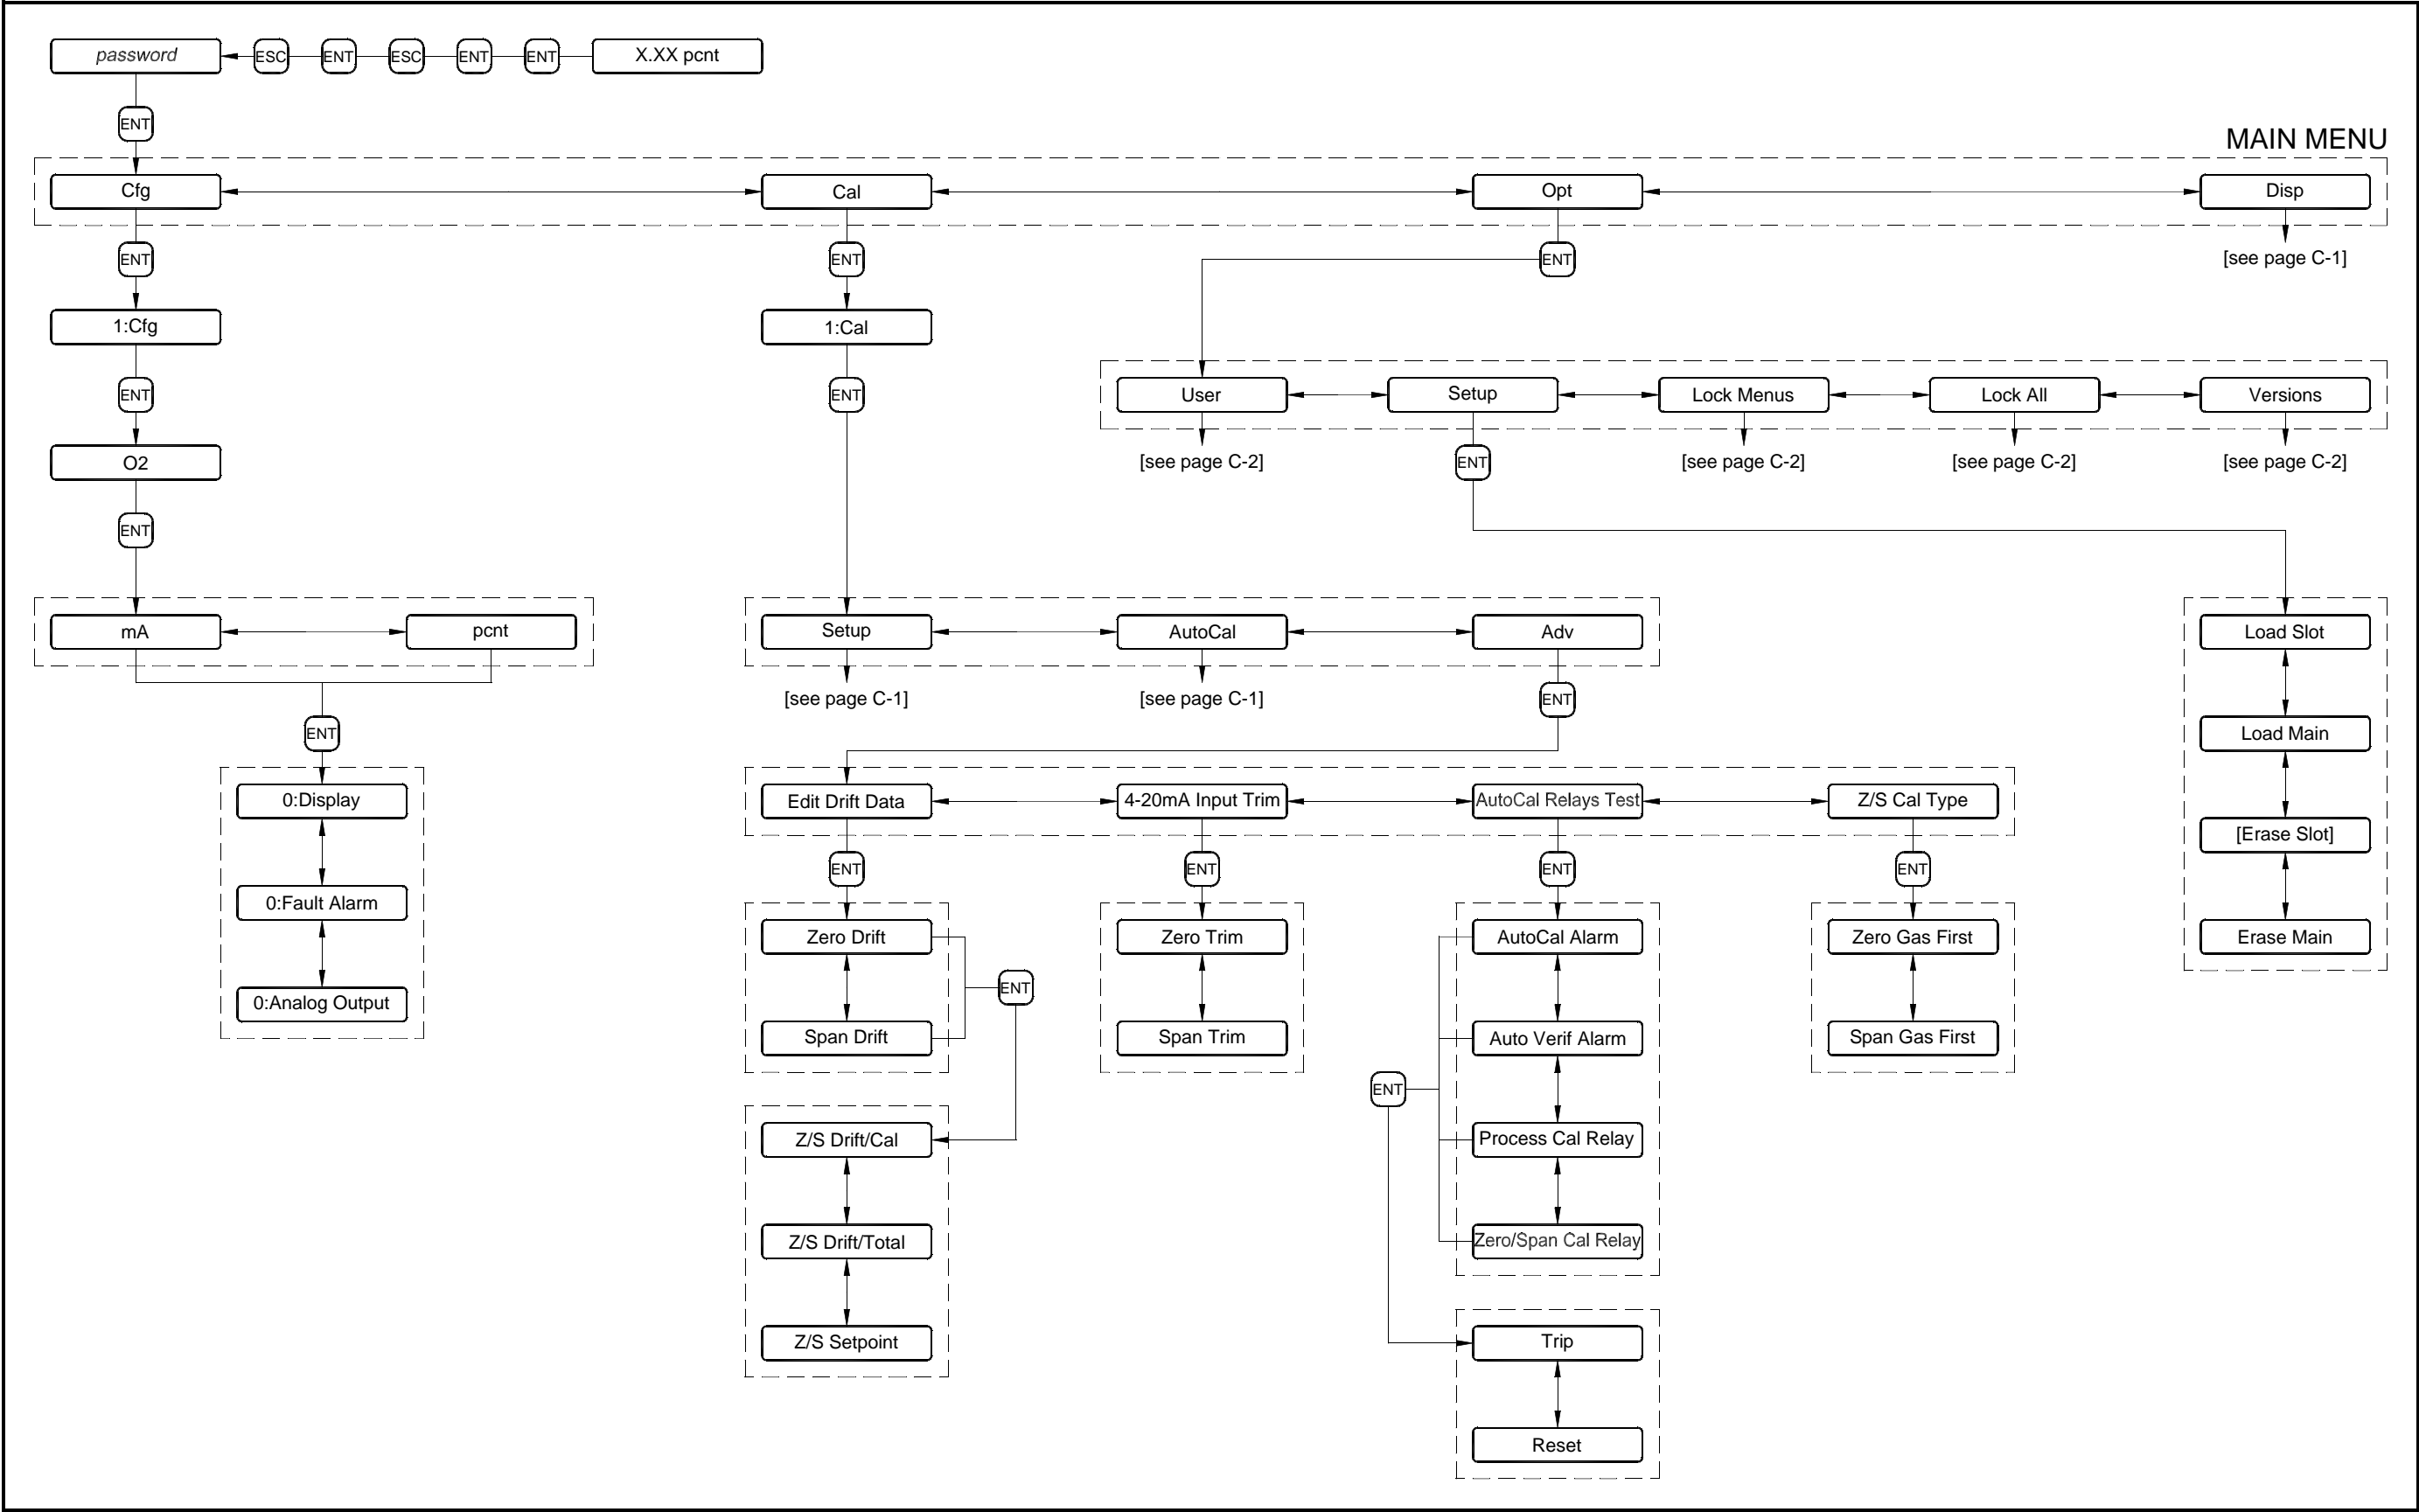 password ESC ENT ESC ENT ENT X.XX pcnt
ENT
MAIN MENU
Cfg Cal Opt Disp
ENT ENT ENT [see page C-1]
1:Cfg 1:Cal
ENT ENT User Setup Lock Menus Lock All Versions
O2 [see page C-2] ENT [see page C-2] [see page C-2] [see page C-2]
ENT
mA pcnt Setup AutoCal Adv Load Slot
[see page C-1] [see page C-1] ENT
ENT Load Main
0:Display Edit Drift Data 4-20mA Input Trim AutoCal Relays Test Z/S Cal Type
[Erase Slot]
ENT ENT ENT ENT
0:Fault Alarm
Zero Drift Zero Trim AutoCal Alarm Zero Gas First Erase Main
ENT
0:Analog Output
Span Drift Span Trim Auto Verif Alarm Span Gas First
ENT
Z/S Drift/Cal Process Cal Relay
Z/S Drift/Total Zero/Span Cal Relay
Z/S Setpoint Trip
Reset